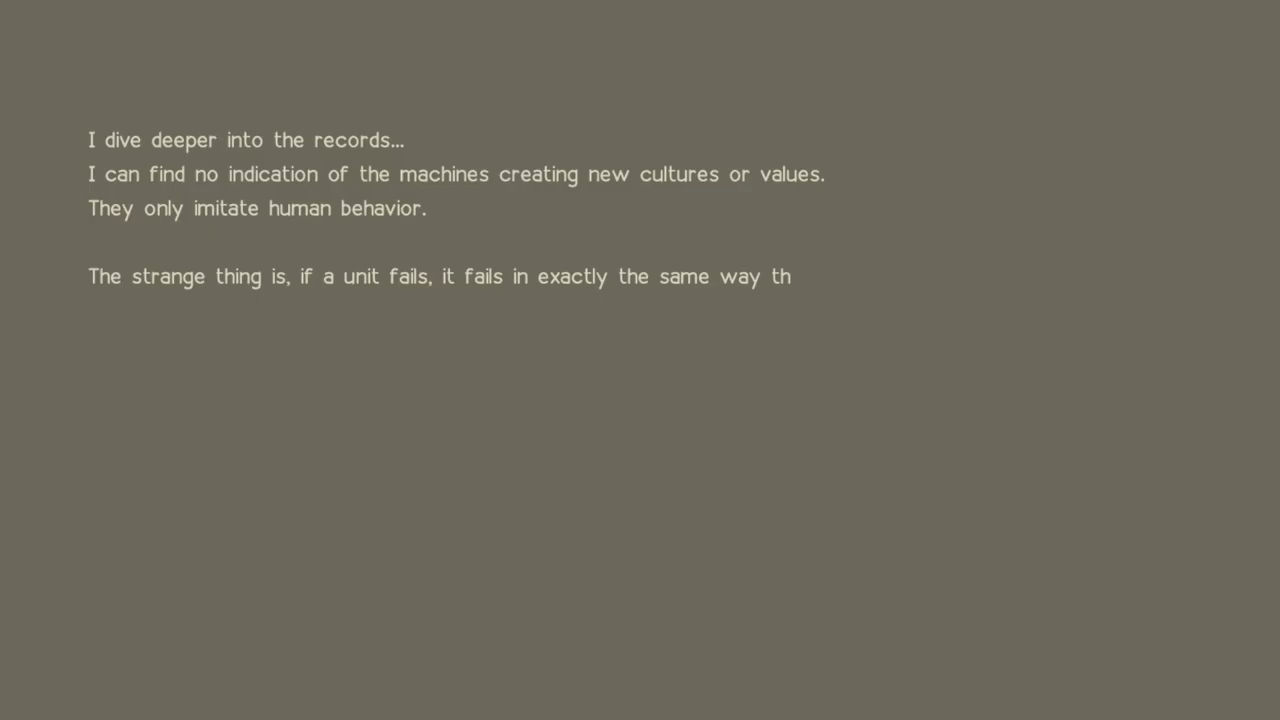 I dive deeper into the records...
I can find no indication of the machines creating new cultures or values.
They only imitate human behavior.
The strange thing is, if a unit fails, it fails in exactly the same way th